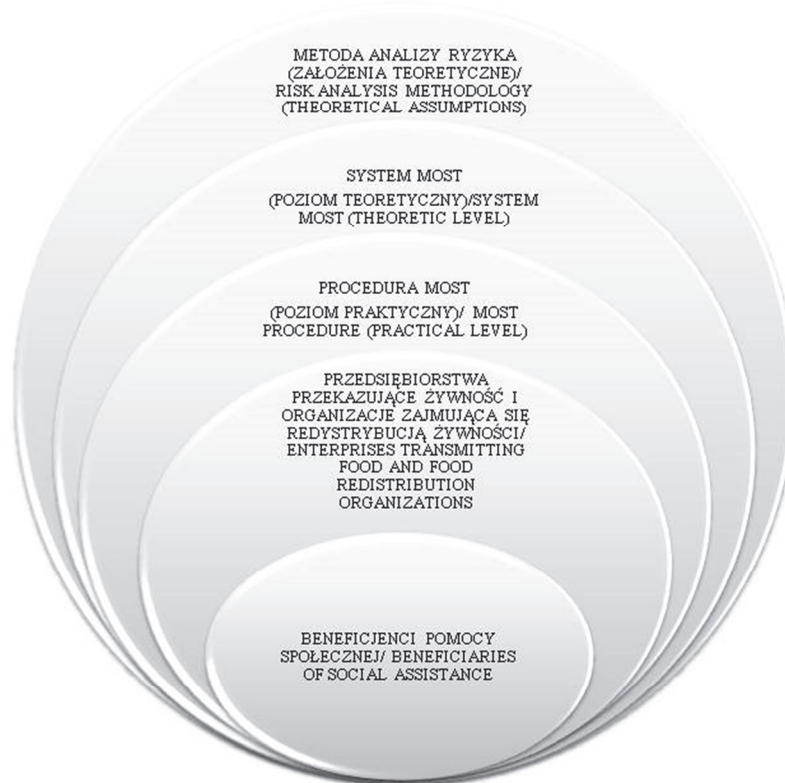 METODA ANALIZY RYZYKA
(ZAŁOŻENIA TEORETYCZNE)/
RISK ANALYSIS METHODOLOGY
(THEORETICAL ASSUMPTIONS)
SYSTEM MOST
(POZIOM TEORETYCZNY)/SYSTEM
MOST (THEORETIC LEVEL)
PROCEDURA MOST
(POZIOM PRAKTYCZNY)/ MOST
PROCEDURE (PRACTICAL LEVEL)
PRZEDSIĘBIORSTWA
PRZEKAZUJĄCE ŻYWNOŚĆ I
ORGANIZACJE ZAJMUJĄCA SIĘ
REDYSTRYBUCJĄ ŻYWNOŚCI/
ENTERPRISES TRANSMITTING
FOOD AND FOOD
REDISTRIBUTION
ORGANIZATIONS
BENEFICJENCI POMOCY
SPOŁECZNEJ/ BENEFICIARIES
OF SOCIAL ASSISTANCE